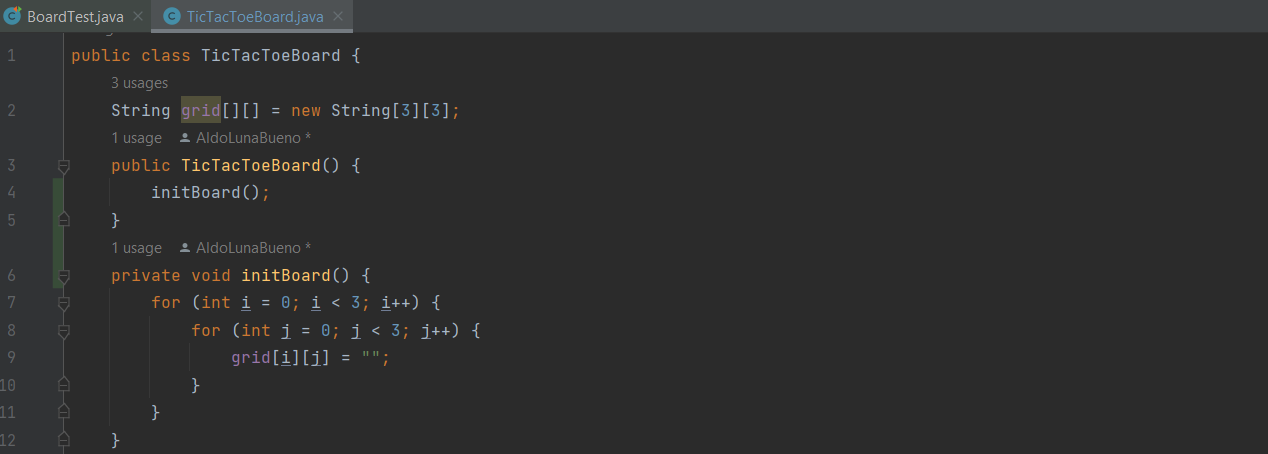 BoardTest.java × TicTacToeBoard.java ×
1 public class TicTacToeBoard {
3 usages
2 String grid[][] = new String[3][3];
1 usage AldoLunaBueno *
3 public TicTacToeBoard() {
4 initBoard();
5 }
1 usage AldoLunaBueno *
6 private void initBoard() {
7 for (int i = 0; i < 3; i++) {
8 for (int j = 0; j < 3; j++) {
9 grid[i][j] = "";
10 }
11 }
12 }